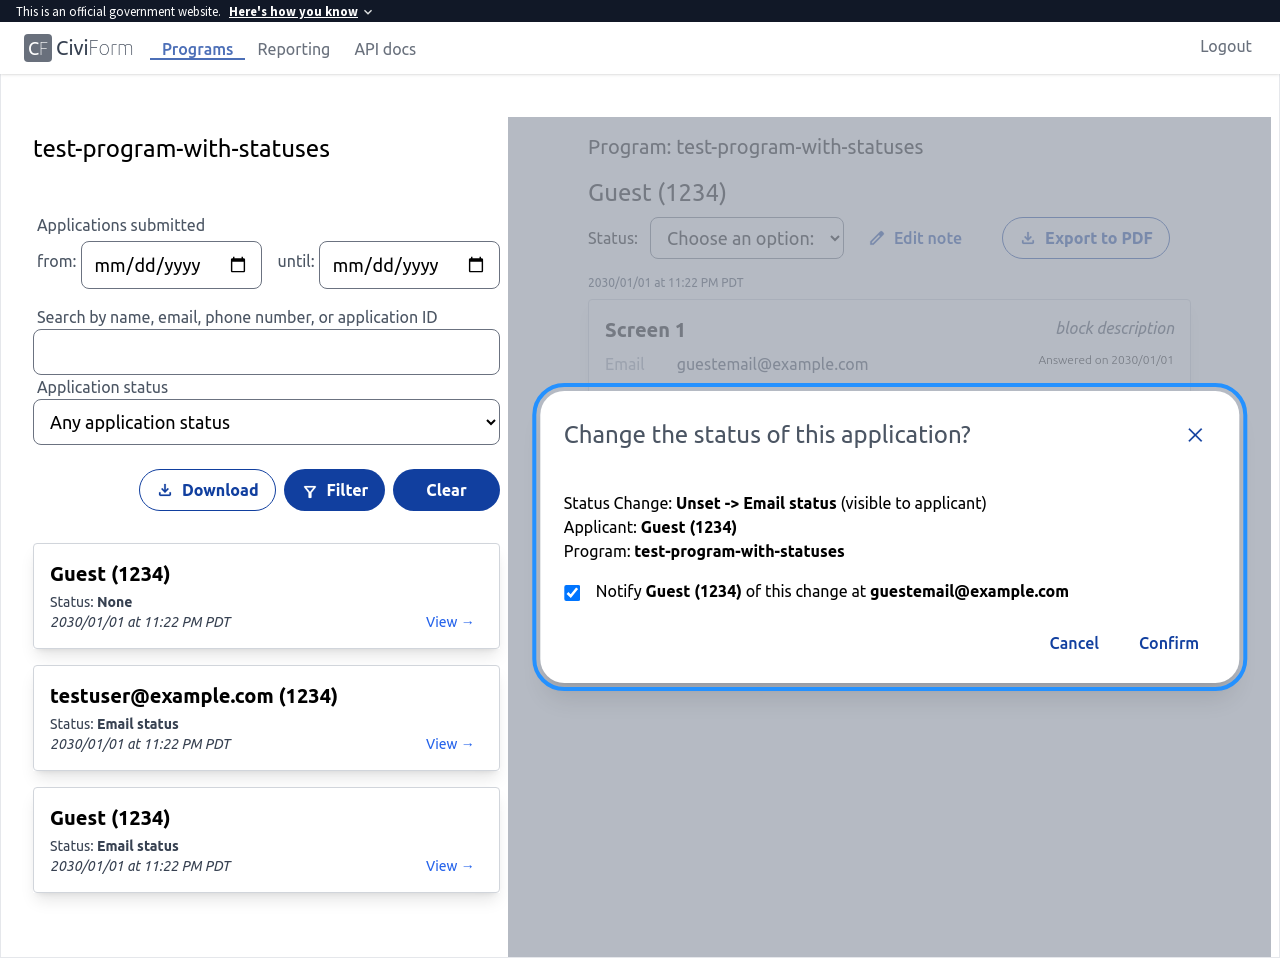 This is an official government website. Here's how you know
CF CiviForm Programs Reporting API docs Logout
test-program-with-statuses
Applications submitted
from: mm/dd/yyyy until: mm/dd/yyyy
Search by name, email, phone number, or application ID
Application status
Any application status
Download Filter Clear
Guest (1234)
Status: None
2030/01/01 at 11:22 PM PDT View →
testuser@example.com (1234)
Status: Email status
2030/01/01 at 11:22 PM PDT View →
Guest (1234)
Status: Email status
2030/01/01 at 11:22 PM PDT View →
Program: test-program-with-statuses
Guest (1234)
Status: Choose an option: Edit note Export to PDF
2030/01/01 at 11:22 PM PDT
Screen 1 block description
Email guestemail@example.com Answered on 2030/01/01
Change the status of this application?
Status Change: Unset -> Email status (visible to applicant)
Applicant: Guest (1234)
Program: test-program-with-statuses
Notify Guest (1234) of this change at guestemail@example.com
Cancel Confirm